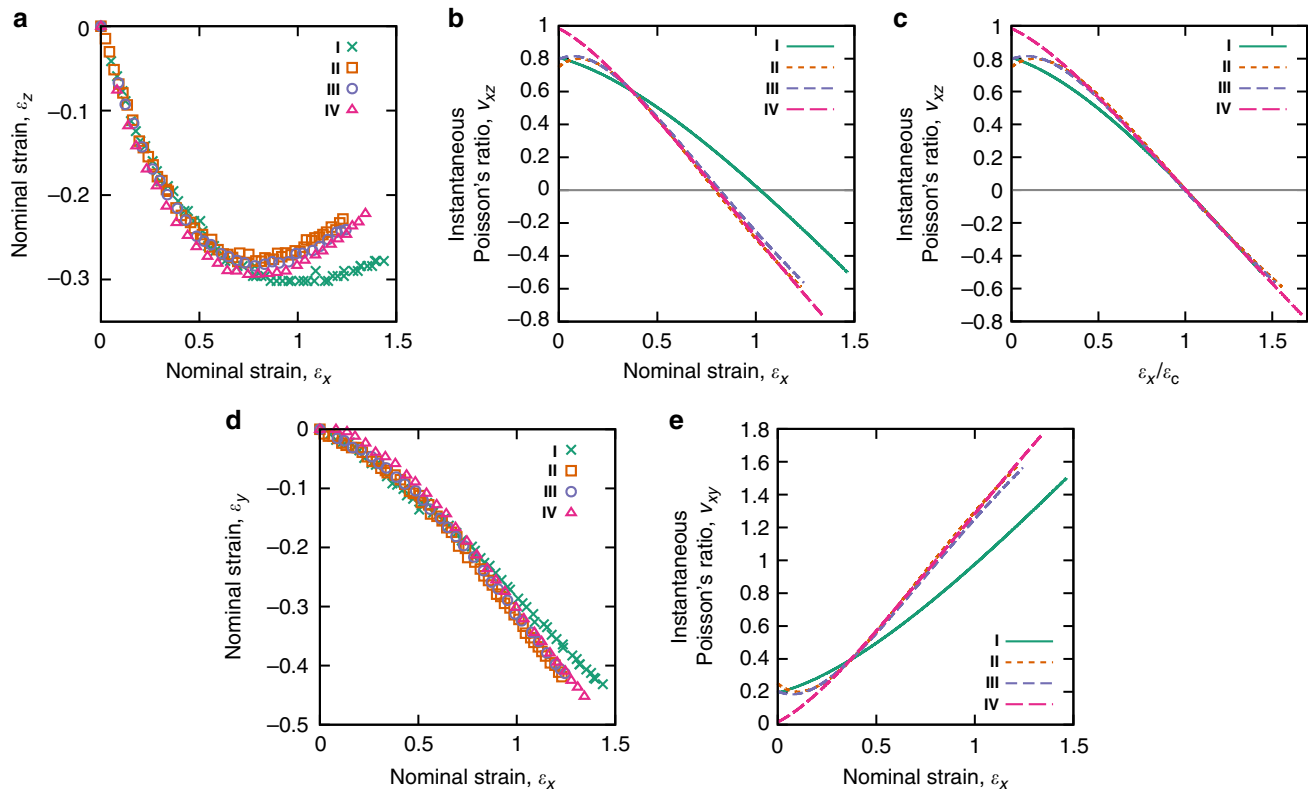 a
Nominal strain, εz
0
–0.1
–0.2
–0.3
0
0.5
1
1.5
Nominal strain, εx
I
II
III
IV
b
Instantaneous
Poisson's ratio, vxz
1
0.8
0.6
0.4
0.2
0
–0.2
–0.4
–0.6
–0.8
0
0.5
1
1.5
Nominal strain, εx
I
II
III
IV
c
Instantaneous
Poisson's ratio, vxz
1
0.8
0.6
0.4
0.2
0
–0.2
–0.4
–0.6
–0.8
0
0.5
1
1.5
εx/εc
I
II
III
IV
d
Nominal strain, εy
0
–0.1
–0.2
–0.3
–0.4
–0.5
0
0.5
1
1.5
Nominal strain, εx
I
II
III
IV
e
Instantaneous
Poisson's ratio, vxy
1.8
1.6
1.4
1.2
1
0.8
0.6
0.4
0.2
0
0
0.5
1
1.5
Nominal strain, εx
I
II
III
IV